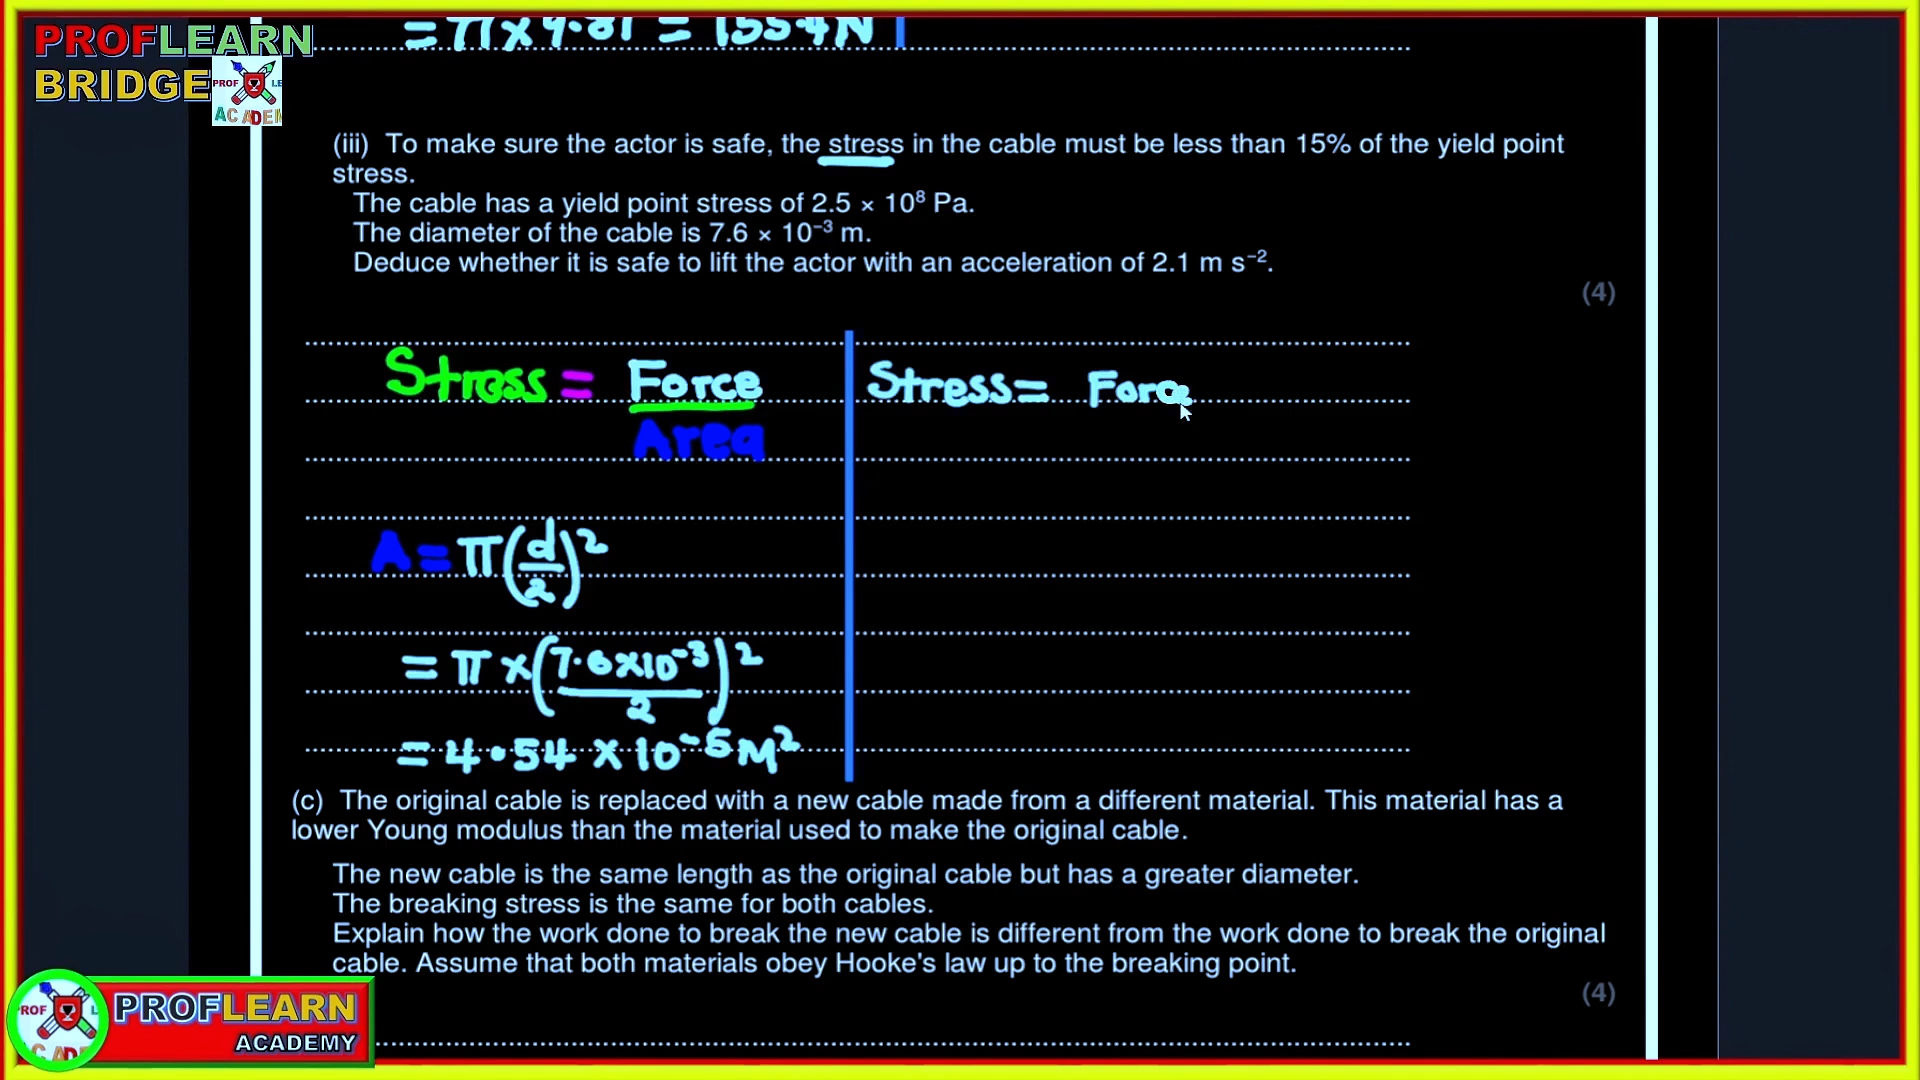 = 77 × 9.81 = 755.4N
PROFLEARN
BRIDGE
(iii) To make sure the actor is safe, the stress in the cable must be less than 15% of the yield point
stress.
The cable has a yield point stress of 2.5 × 10⁸ Pa.
The diameter of the cable is 7.6 × 10⁻³ m.
Deduce whether it is safe to lift the actor with an acceleration of 2.1 m s⁻².
(4)
Stress = Force
Area
Stress = Force
A = π(d/2)²
= π × (7.6×10⁻³/2)²
= 4.54 × 10⁻⁵ M²
(c) The original cable is replaced with a new cable made from a different material. This material has a
lower Young modulus than the material used to make the original cable.
The new cable is the same length as the original cable but has a greater diameter.
The breaking stress is the same for both cables.
Explain how the work done to break the new cable is different from the work done to break the original
cable. Assume that both materials obey Hooke's law up to the breaking point.
(4)
PROFLEARN
ACADEMY